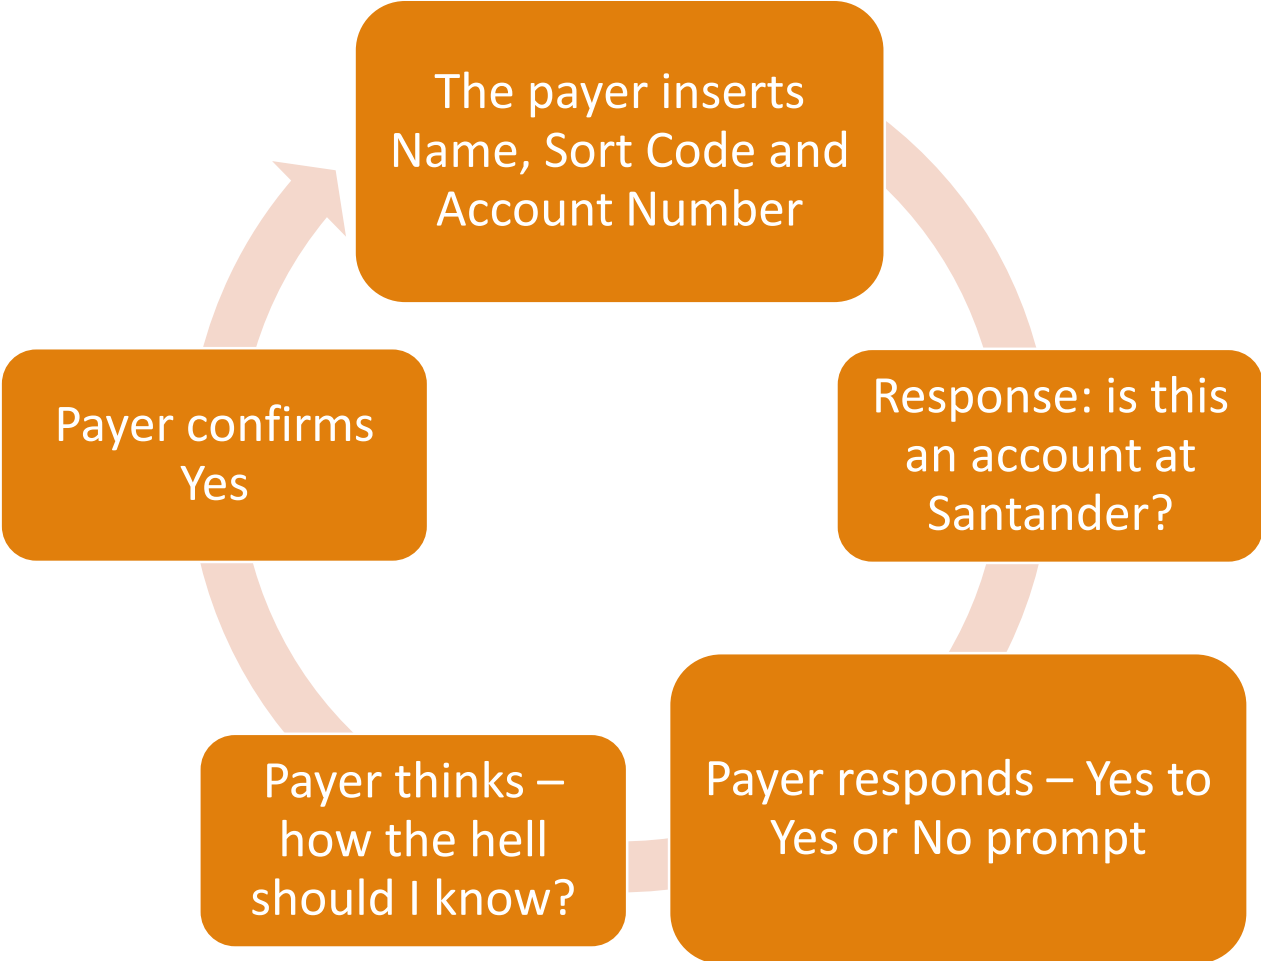 The payer inserts
Name, Sort Code and
Account Number
Response: is this
an account at
Santander?
Payer responds – Yes to
Yes or No prompt
Payer thinks –
how the hell
should I know?
Payer confirms
Yes